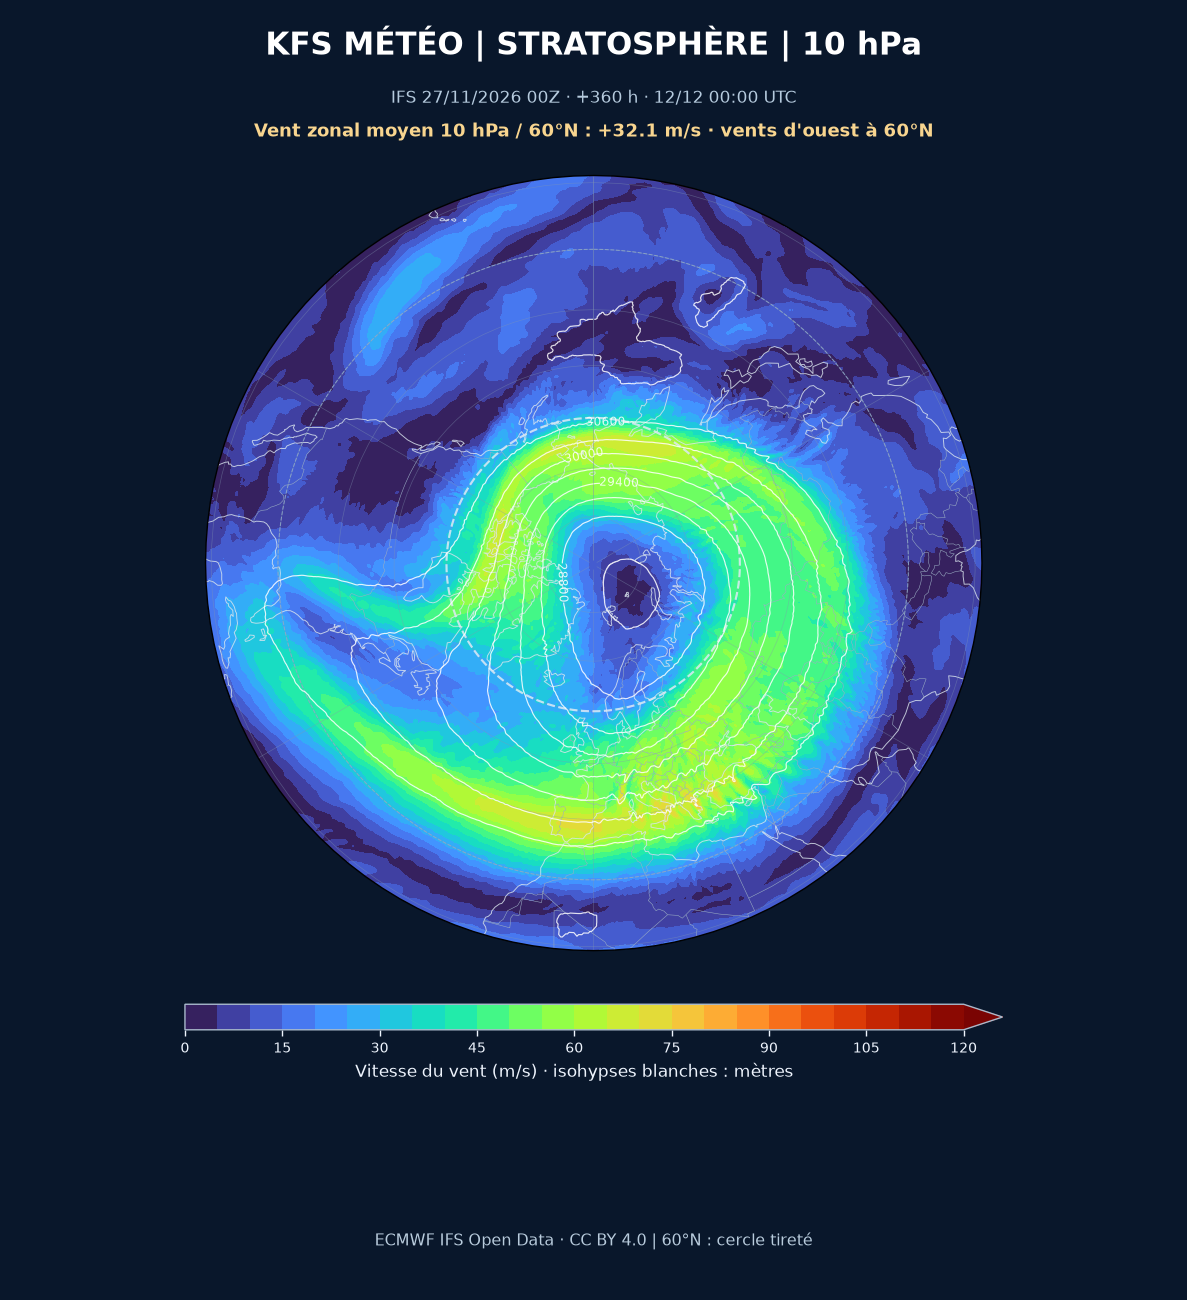 KFS MÉTÉO | STRATOSPHÈRE | 10 hPa
IFS 27/11/2026 00Z · +360 h · 12/12 00:00 UTC
Vent zonal moyen 10 hPa / 60°N : +32.1 m/s · vents d'ouest à 60°N
30600
30000
29400
28800
0 15 30 45 60 75 90 105 120
Vitesse du vent (m/s) · isohypses blanches : mètres
ECMWF IFS Open Data · CC BY 4.0 | 60°N : cercle tireté